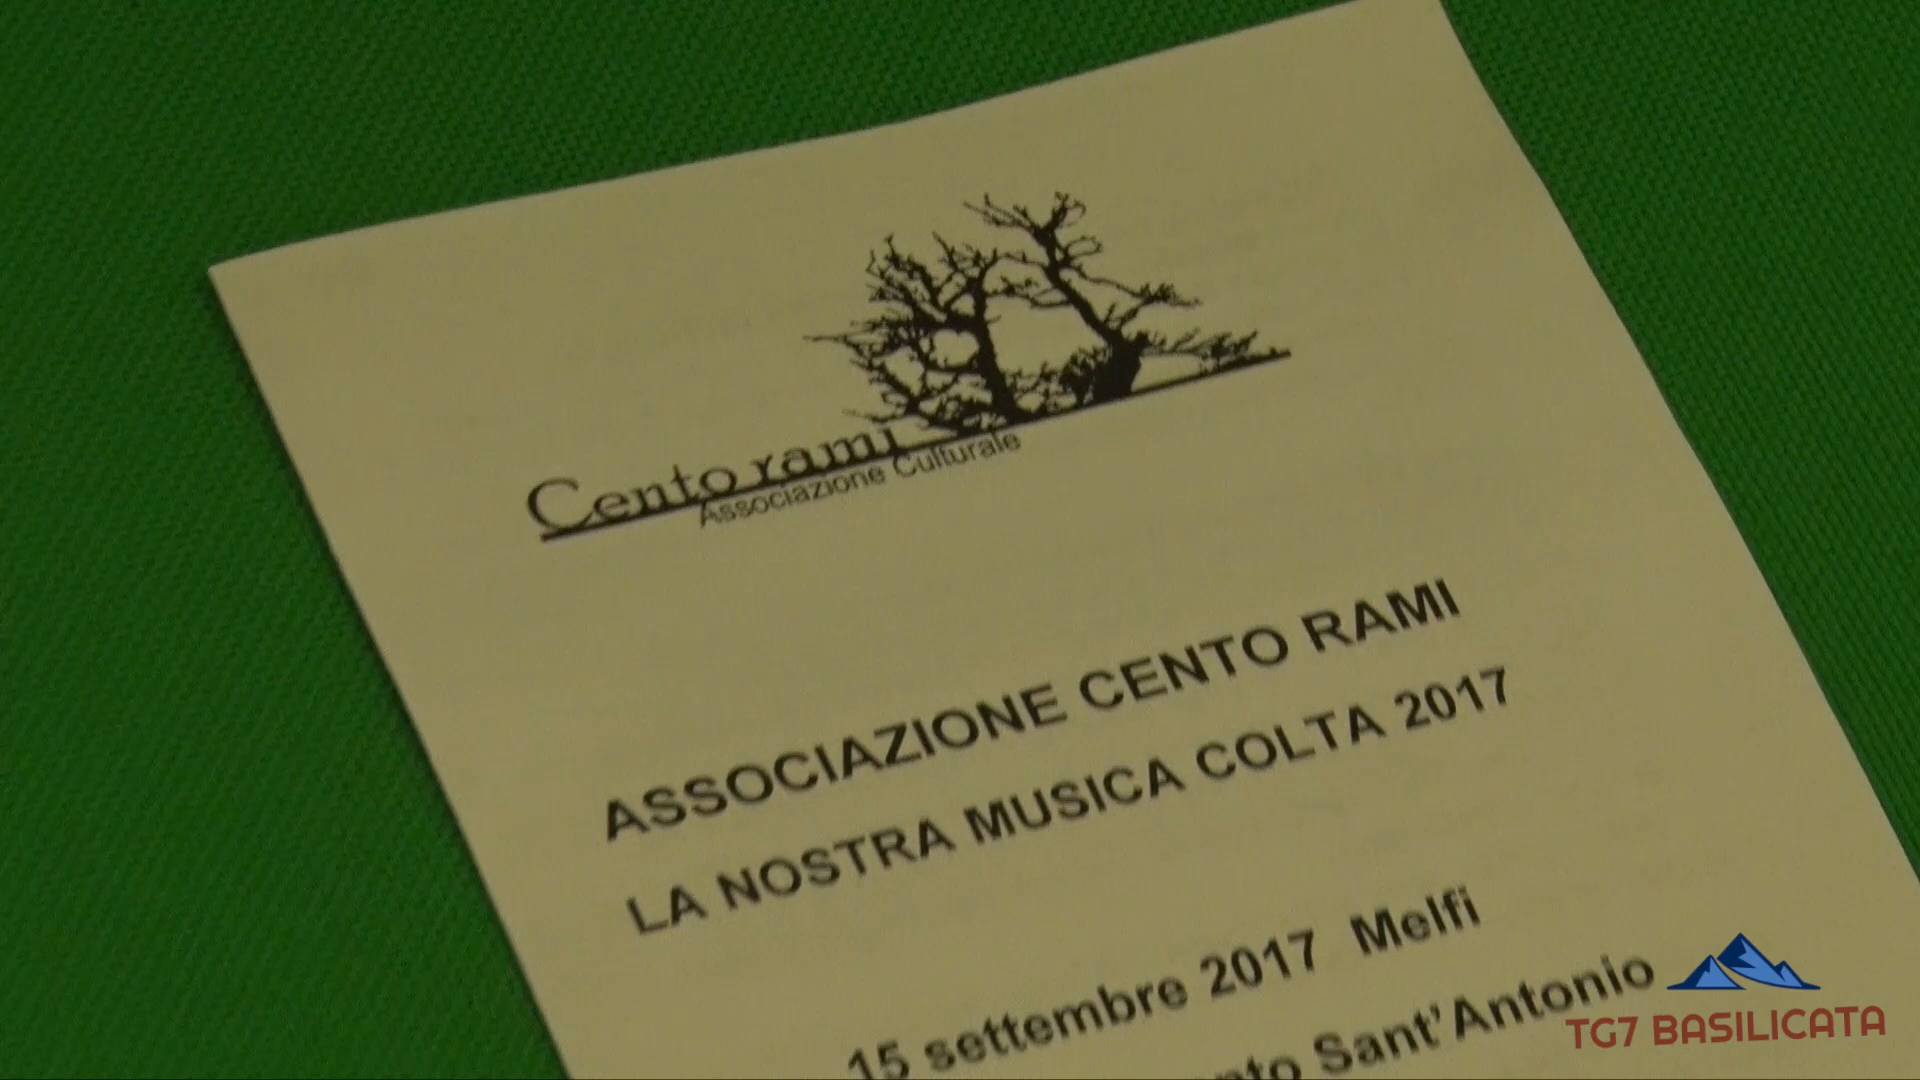 Cento rami
Associazione Culturale
ASSOCIAZIONE CENTO RAMI
LA NOSTRA MUSICA COLTA 2017
15 settembre 2017 Melfi
Sant'Antonio
TG7 BASILICATA